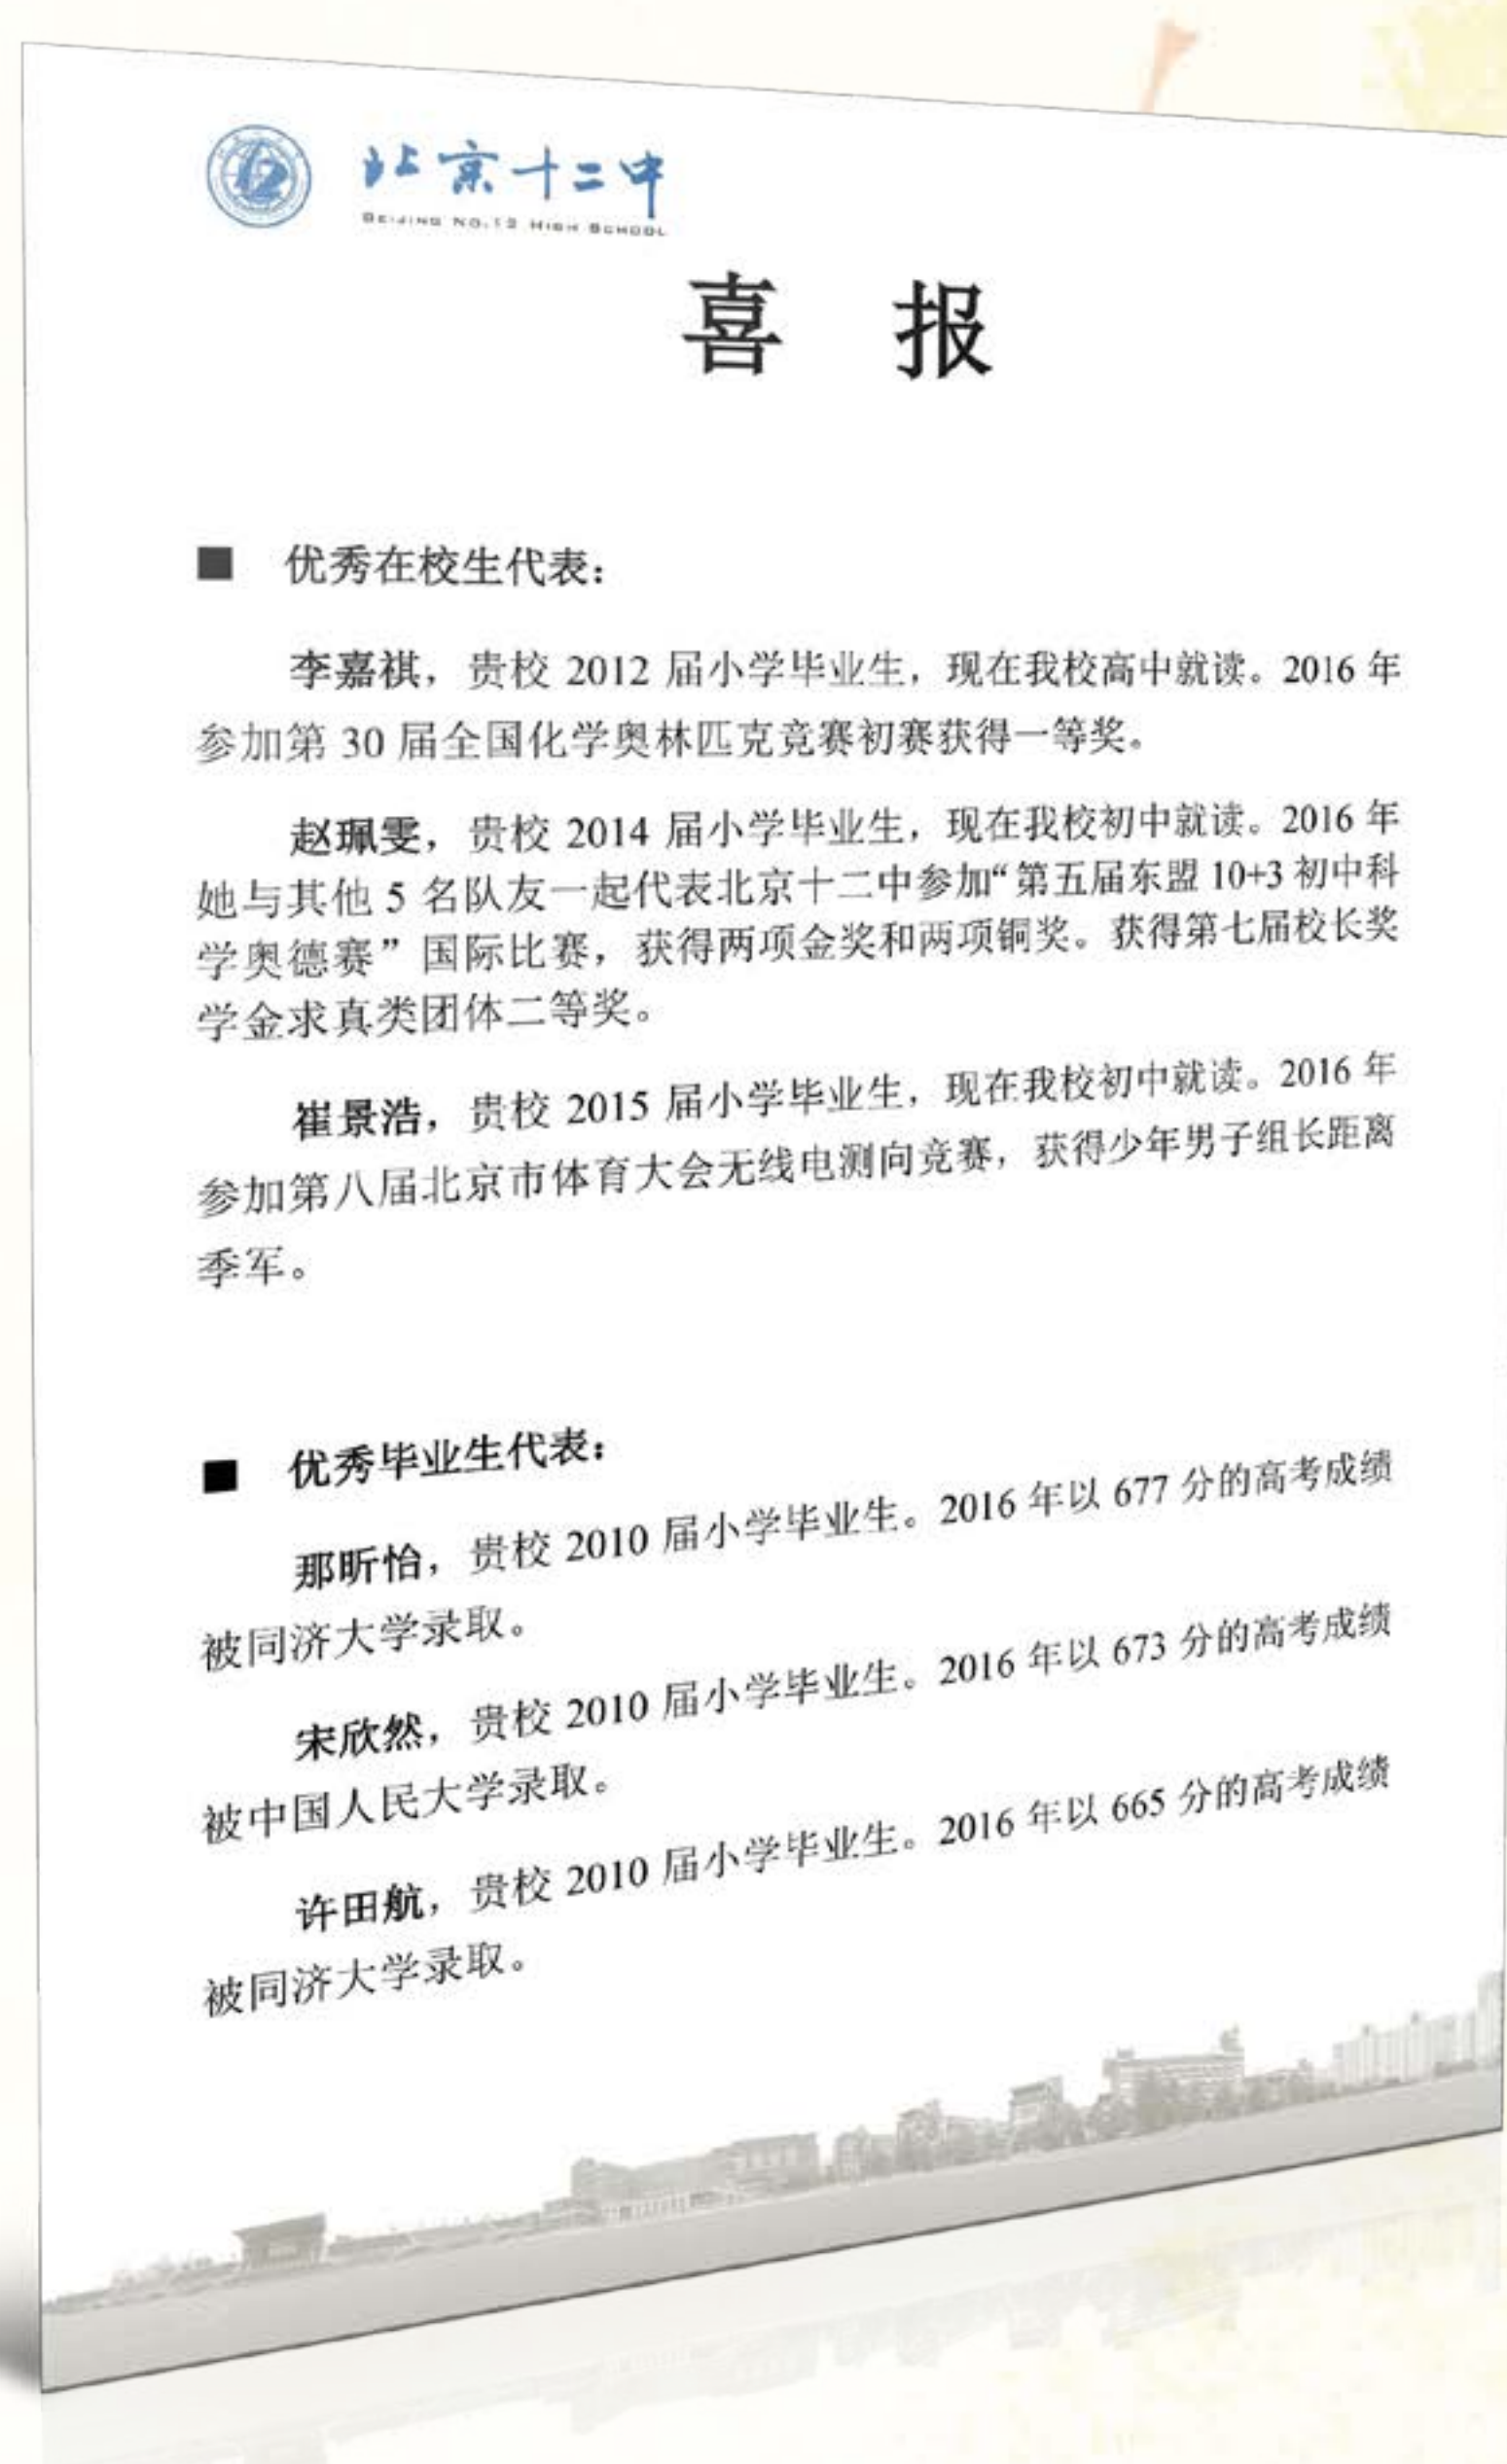 北京十二中
BEIJING NO.12 HIGH SCHOOL
喜 报
■ 优秀在校生代表：
李嘉祺，贵校 2012 届小学毕业生，现在我校高中就读。2016 年
参加第 30 届全国化学奥林匹克竞赛初赛获得一等奖。
赵珮雯，贵校 2014 届小学毕业生，现在我校初中就读。2016 年
她与其他 5 名队友一起代表北京十二中参加“第五届东盟 10+3 初中科
学奥德赛”国际比赛，获得两项金奖和两项铜奖。获得第七届校长奖
学金求真类团体二等奖。
崔景浩，贵校 2015 届小学毕业生，现在我校初中就读。2016 年
参加第八届北京市体育大会无线电测向竞赛，获得少年男子组长距离
季军。
■ 优秀毕业生代表：
那昕怡，贵校 2010 届小学毕业生。2016 年以 677 分的高考成绩
被同济大学录取。
宋欣然，贵校 2010 届小学毕业生。2016 年以 673 分的高考成绩
被中国人民大学录取。
许田航，贵校 2010 届小学毕业生。2016 年以 665 分的高考成绩
被同济大学录取。